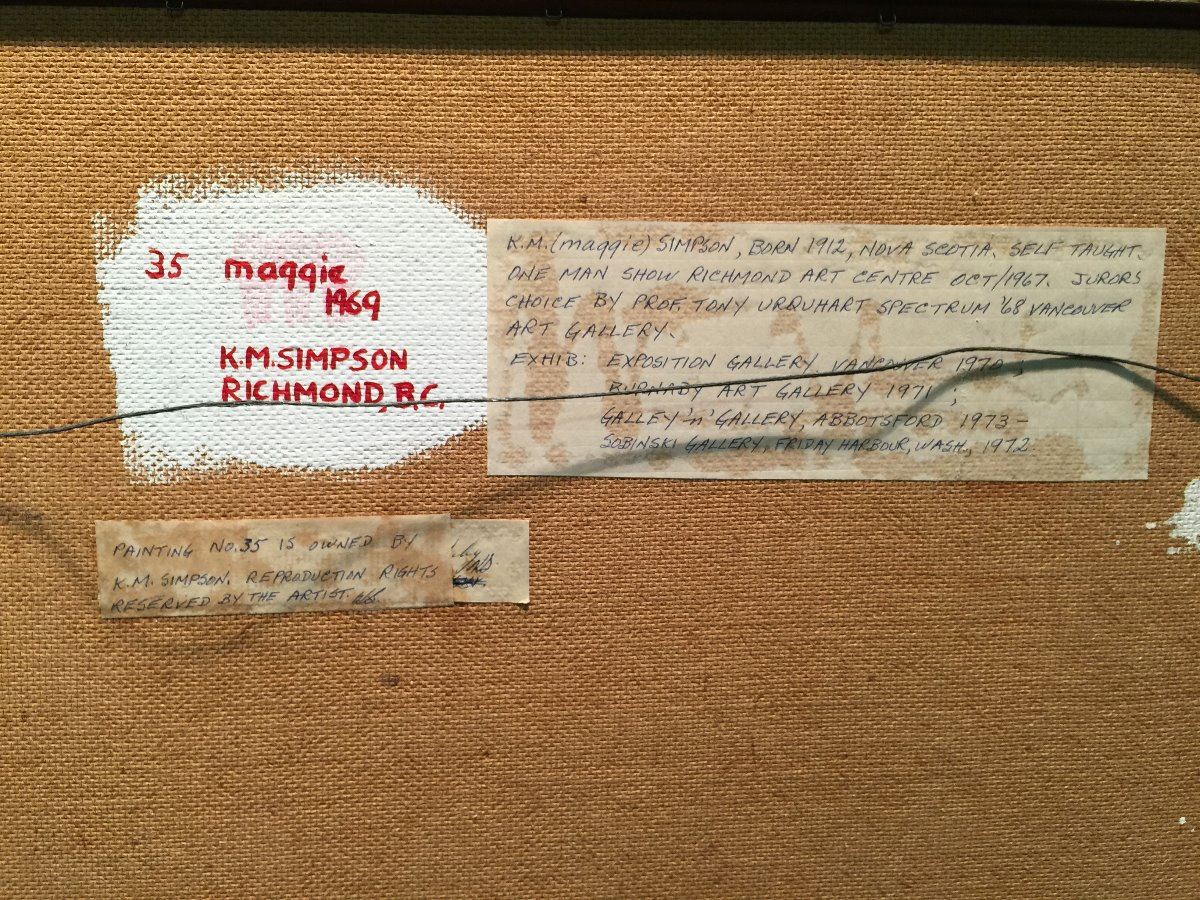 35 maggie
1969
K.M.SIMPSON
RICHMOND, B.C.
K.M. (maggie) SIMPSON, BORN 1912, NOVA SCOTIA. SELF TAUGHT.
ONE MAN SHOW RICHMOND ART CENTRE OCT/1967. JURORS
CHOICE BY PROF. TONY URQUHART SPECTRUM '68 VANCOUVER
ART GALLERY.
EXHIB: EXPOSITION GALLERY VANCOUVER 1970;
BURNABY ART GALLERY 1971;
GALLEY 'n' GALLERY, ABBOTSFORD 1973 -
SOBINSKI GALLERY, FRIDAY HARBOUR, WASH., 1972
PAINTING NO.35 IS OWNED BY
K.M. SIMPSON. REPRODUCTION RIGHTS
RESERVED BY THE ARTIST.